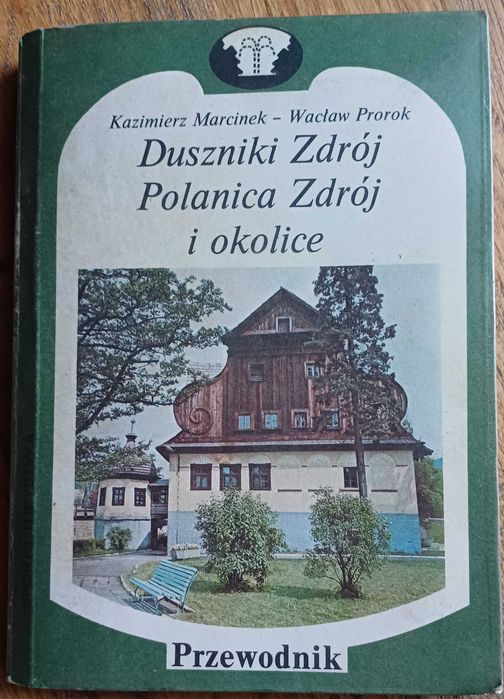 Kazimierz Marcinek – Wacław Prorok
Duszniki Zdrój
Polanica Zdrój
i okolice
Przewodnik